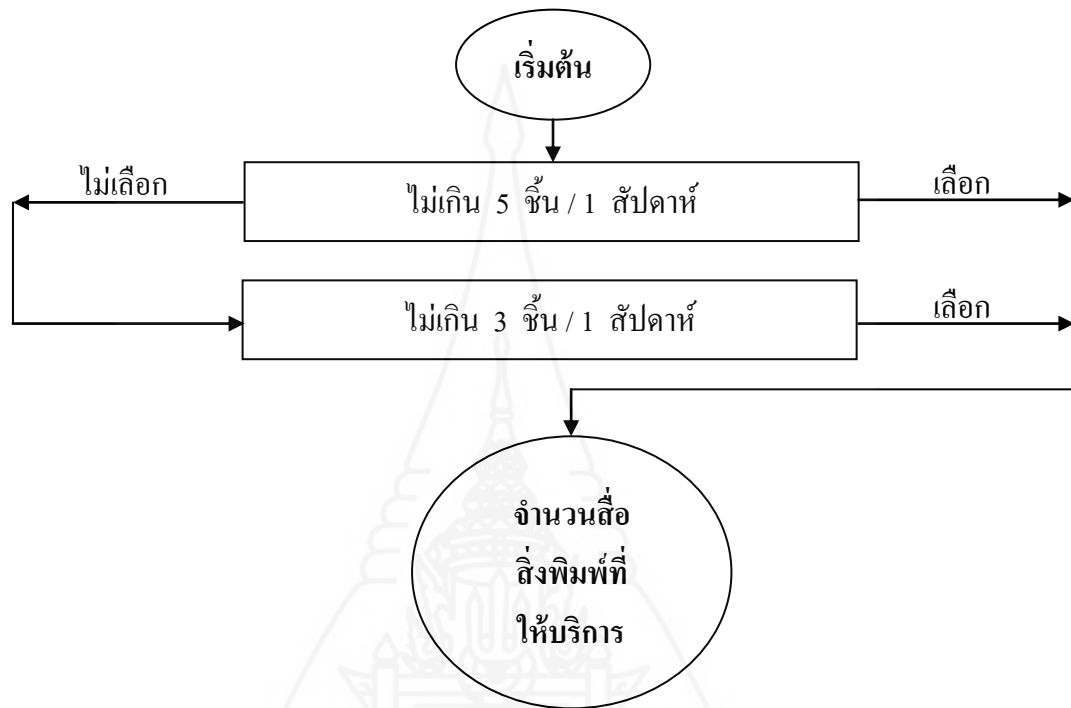 เริ่มต้น
ไม่เลือก
ไม่เกิน 5 ชิ้น / 1 สัปดาห์
เลือก
ไม่เกิน 3 ชิ้น / 1 สัปดาห์
เลือก
จำนวนสื่อ
สิ่งพิมพ์ที่
ให้บริการ